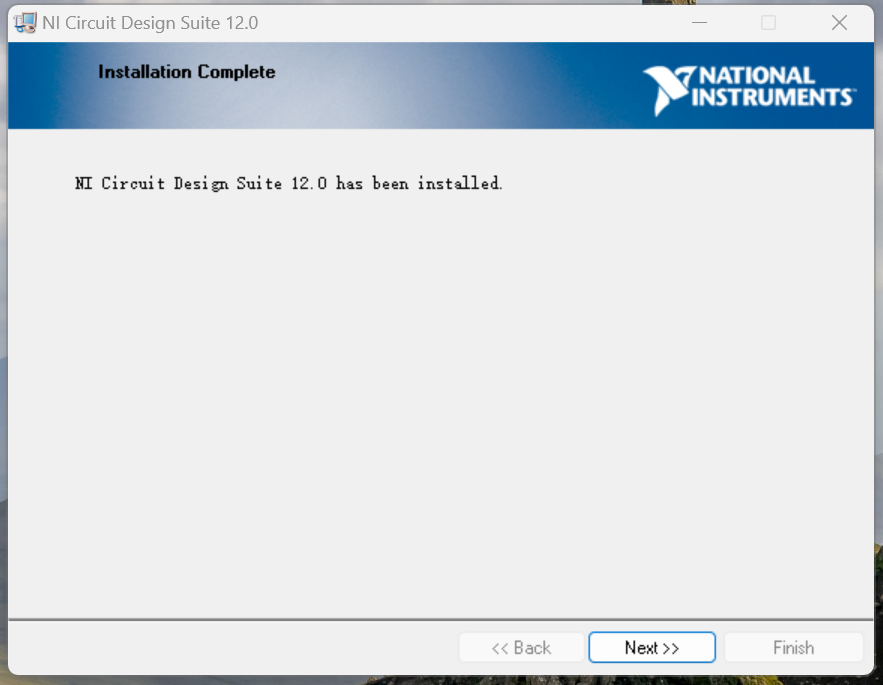 NI Circuit Design Suite 12.0
Installation Complete
NATIONAL
INSTRUMENTS™
NI Circuit Design Suite 12.0 has been installed.
<< Back
Next >>
Finish